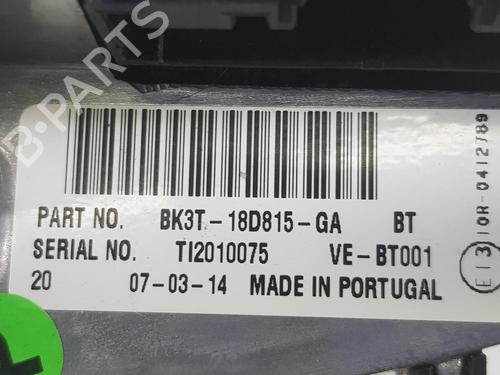 B-PARTS
PART NO. BK3T-18D815-GA BT
SERIAL NO. TI2010075 VE-BT001
20 07-03-14 MADE IN PORTUGAL
E13 10R-0412789